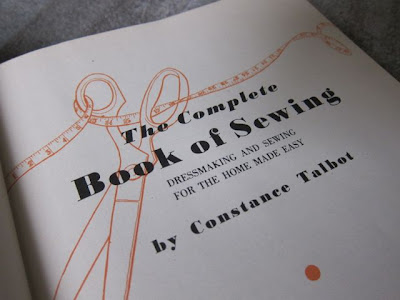 The Complete
Book of Sewing
DRESSMAKING AND SEWING
FOR THE HOME MADE EASY
by Constance Talbot